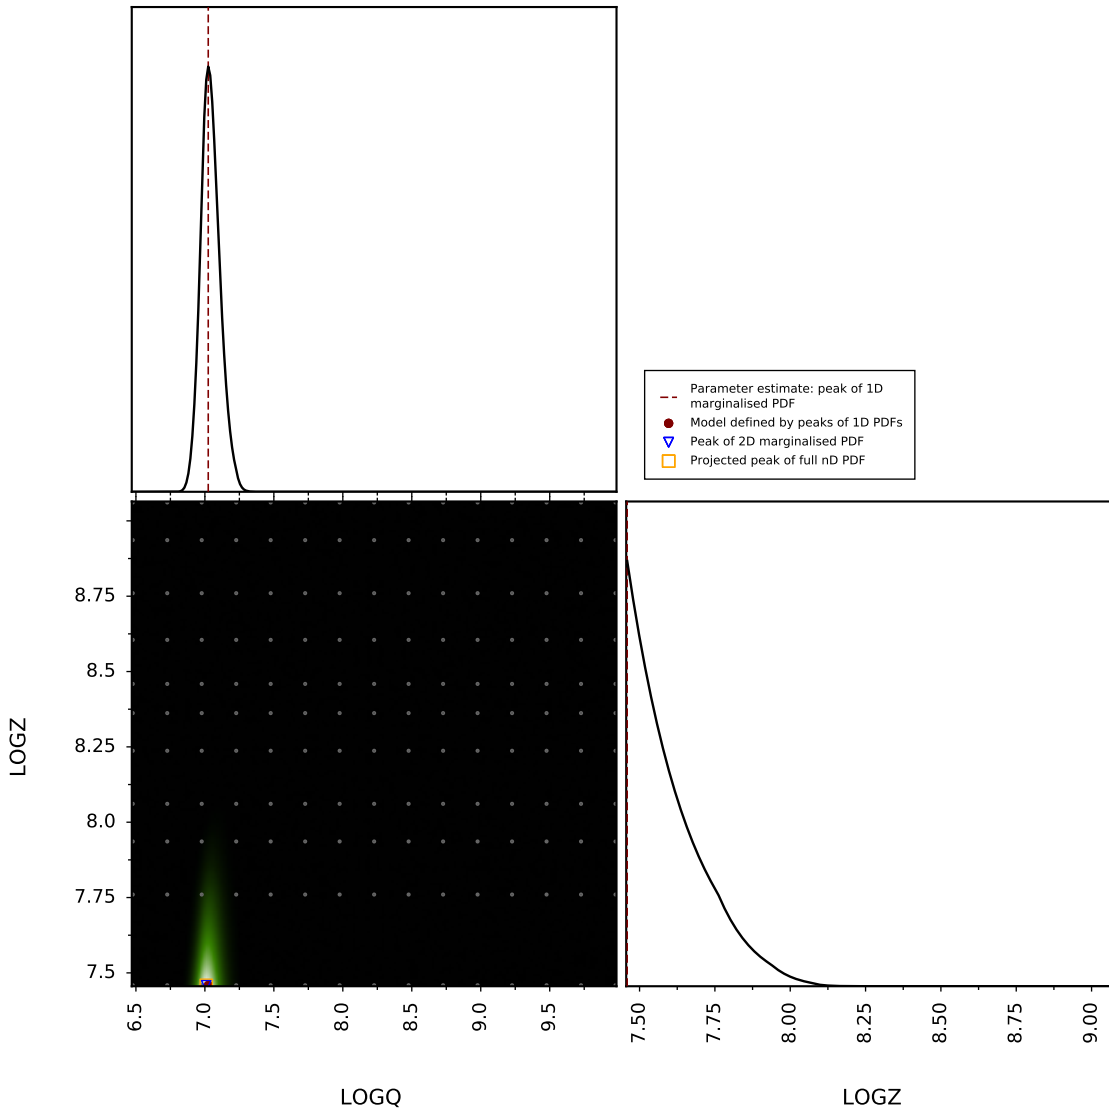 Parameter estimate: peak of 1D
marginalised PDF
Model defined by peaks of 1D PDFs
Peak of 2D marginalised PDF
Projected peak of full nD PDF
LOGZ
8.75
8.5
8.25
8.0
7.75
7.5
6.5 7.0 7.5 8.0 8.5 9.0 9.5
7.50 7.75 8.00 8.25 8.50 8.75 9.00
LOGQ
LOGZ